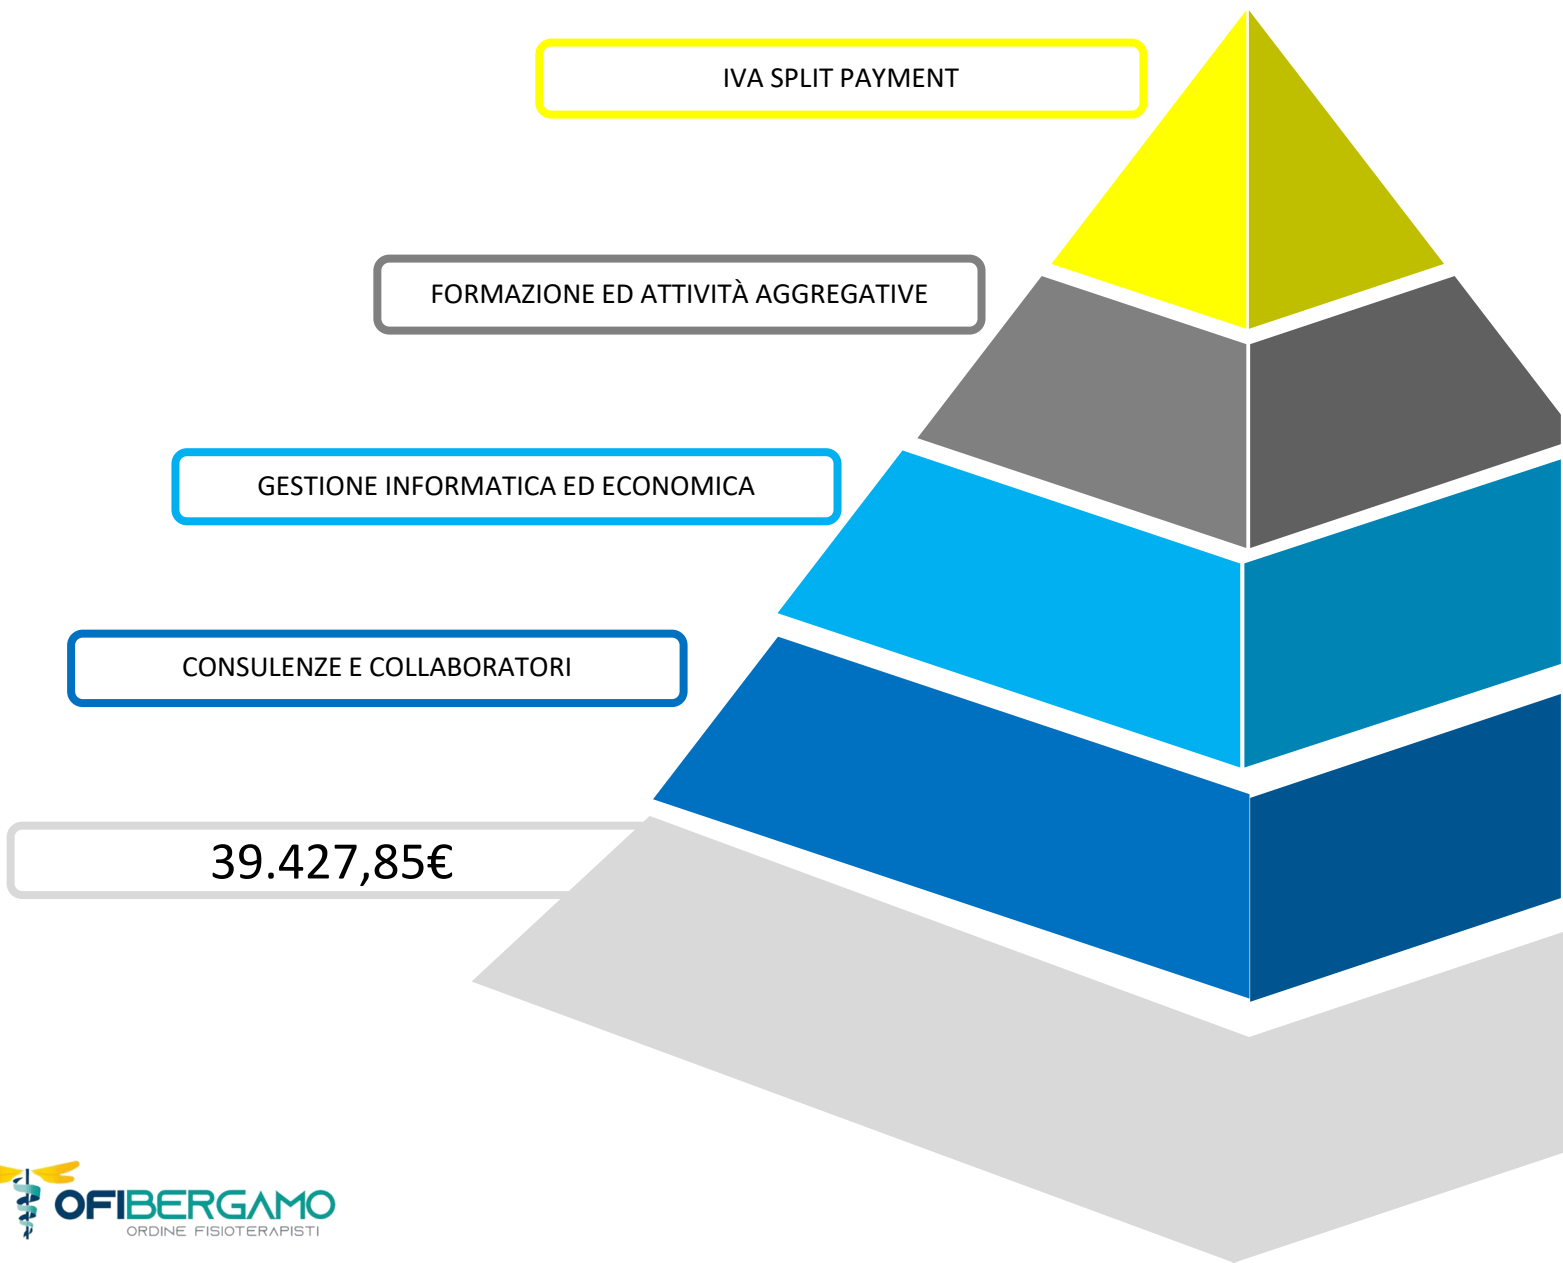 IVA SPLIT PAYMENT
FORMAZIONE ED ATTIVITÀ AGGREGATIVE
GESTIONE INFORMATICA ED ECONOMICA
CONSULENZE E COLLABORATORI
39.427,85€
OFIBERGAMO
ORDINE FISIOTERAPISTI